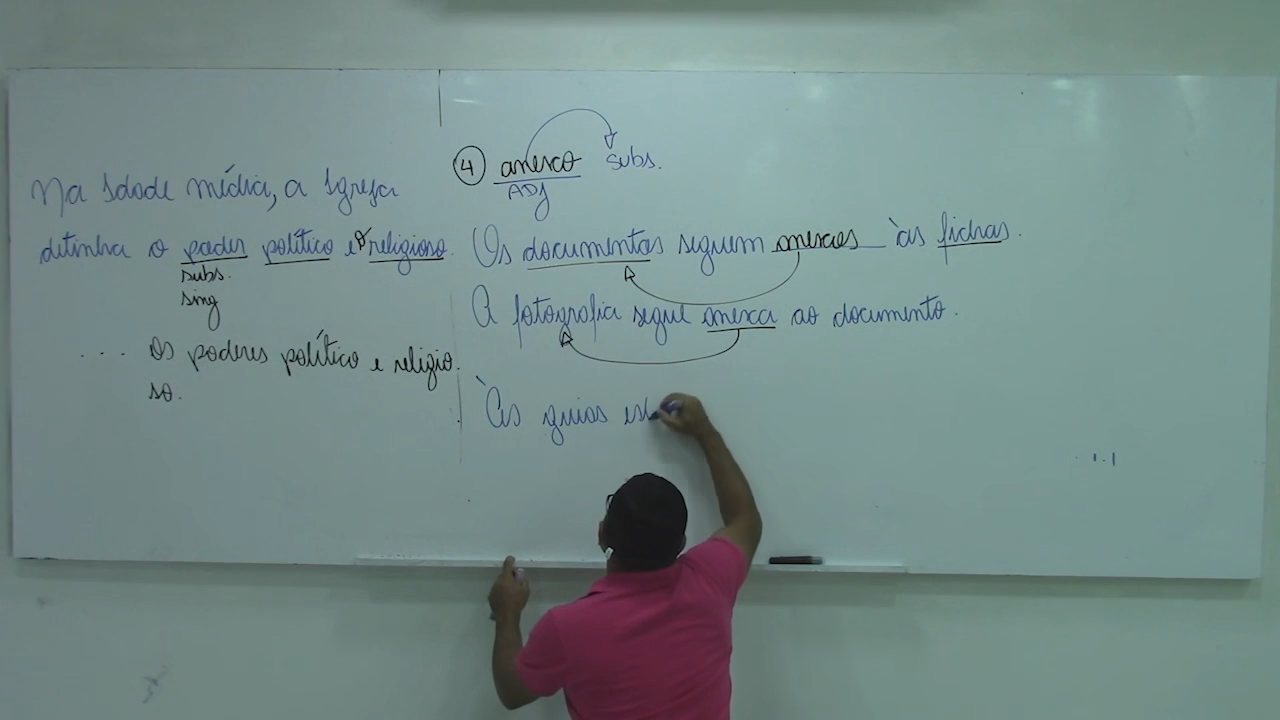 Na Idade média, a Igreja
detinha o poder político e o religioso.
subs.
sing
.... Os poderes político e religio
so.
4 anexo subs.
ADJ
Os documentos seguem anexos às fichas.
A fotografia segue anexa ao documento.
Às guias est